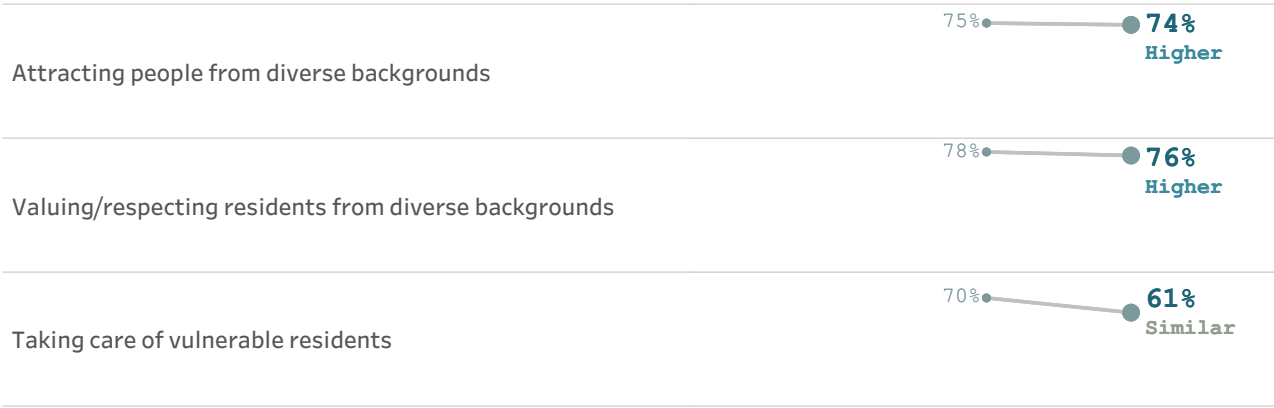 75%
74%
Higher
Attracting people from diverse backgrounds
78%
76%
Higher
Valuing/respecting residents from diverse backgrounds
70%
61%
Similar
Taking care of vulnerable residents